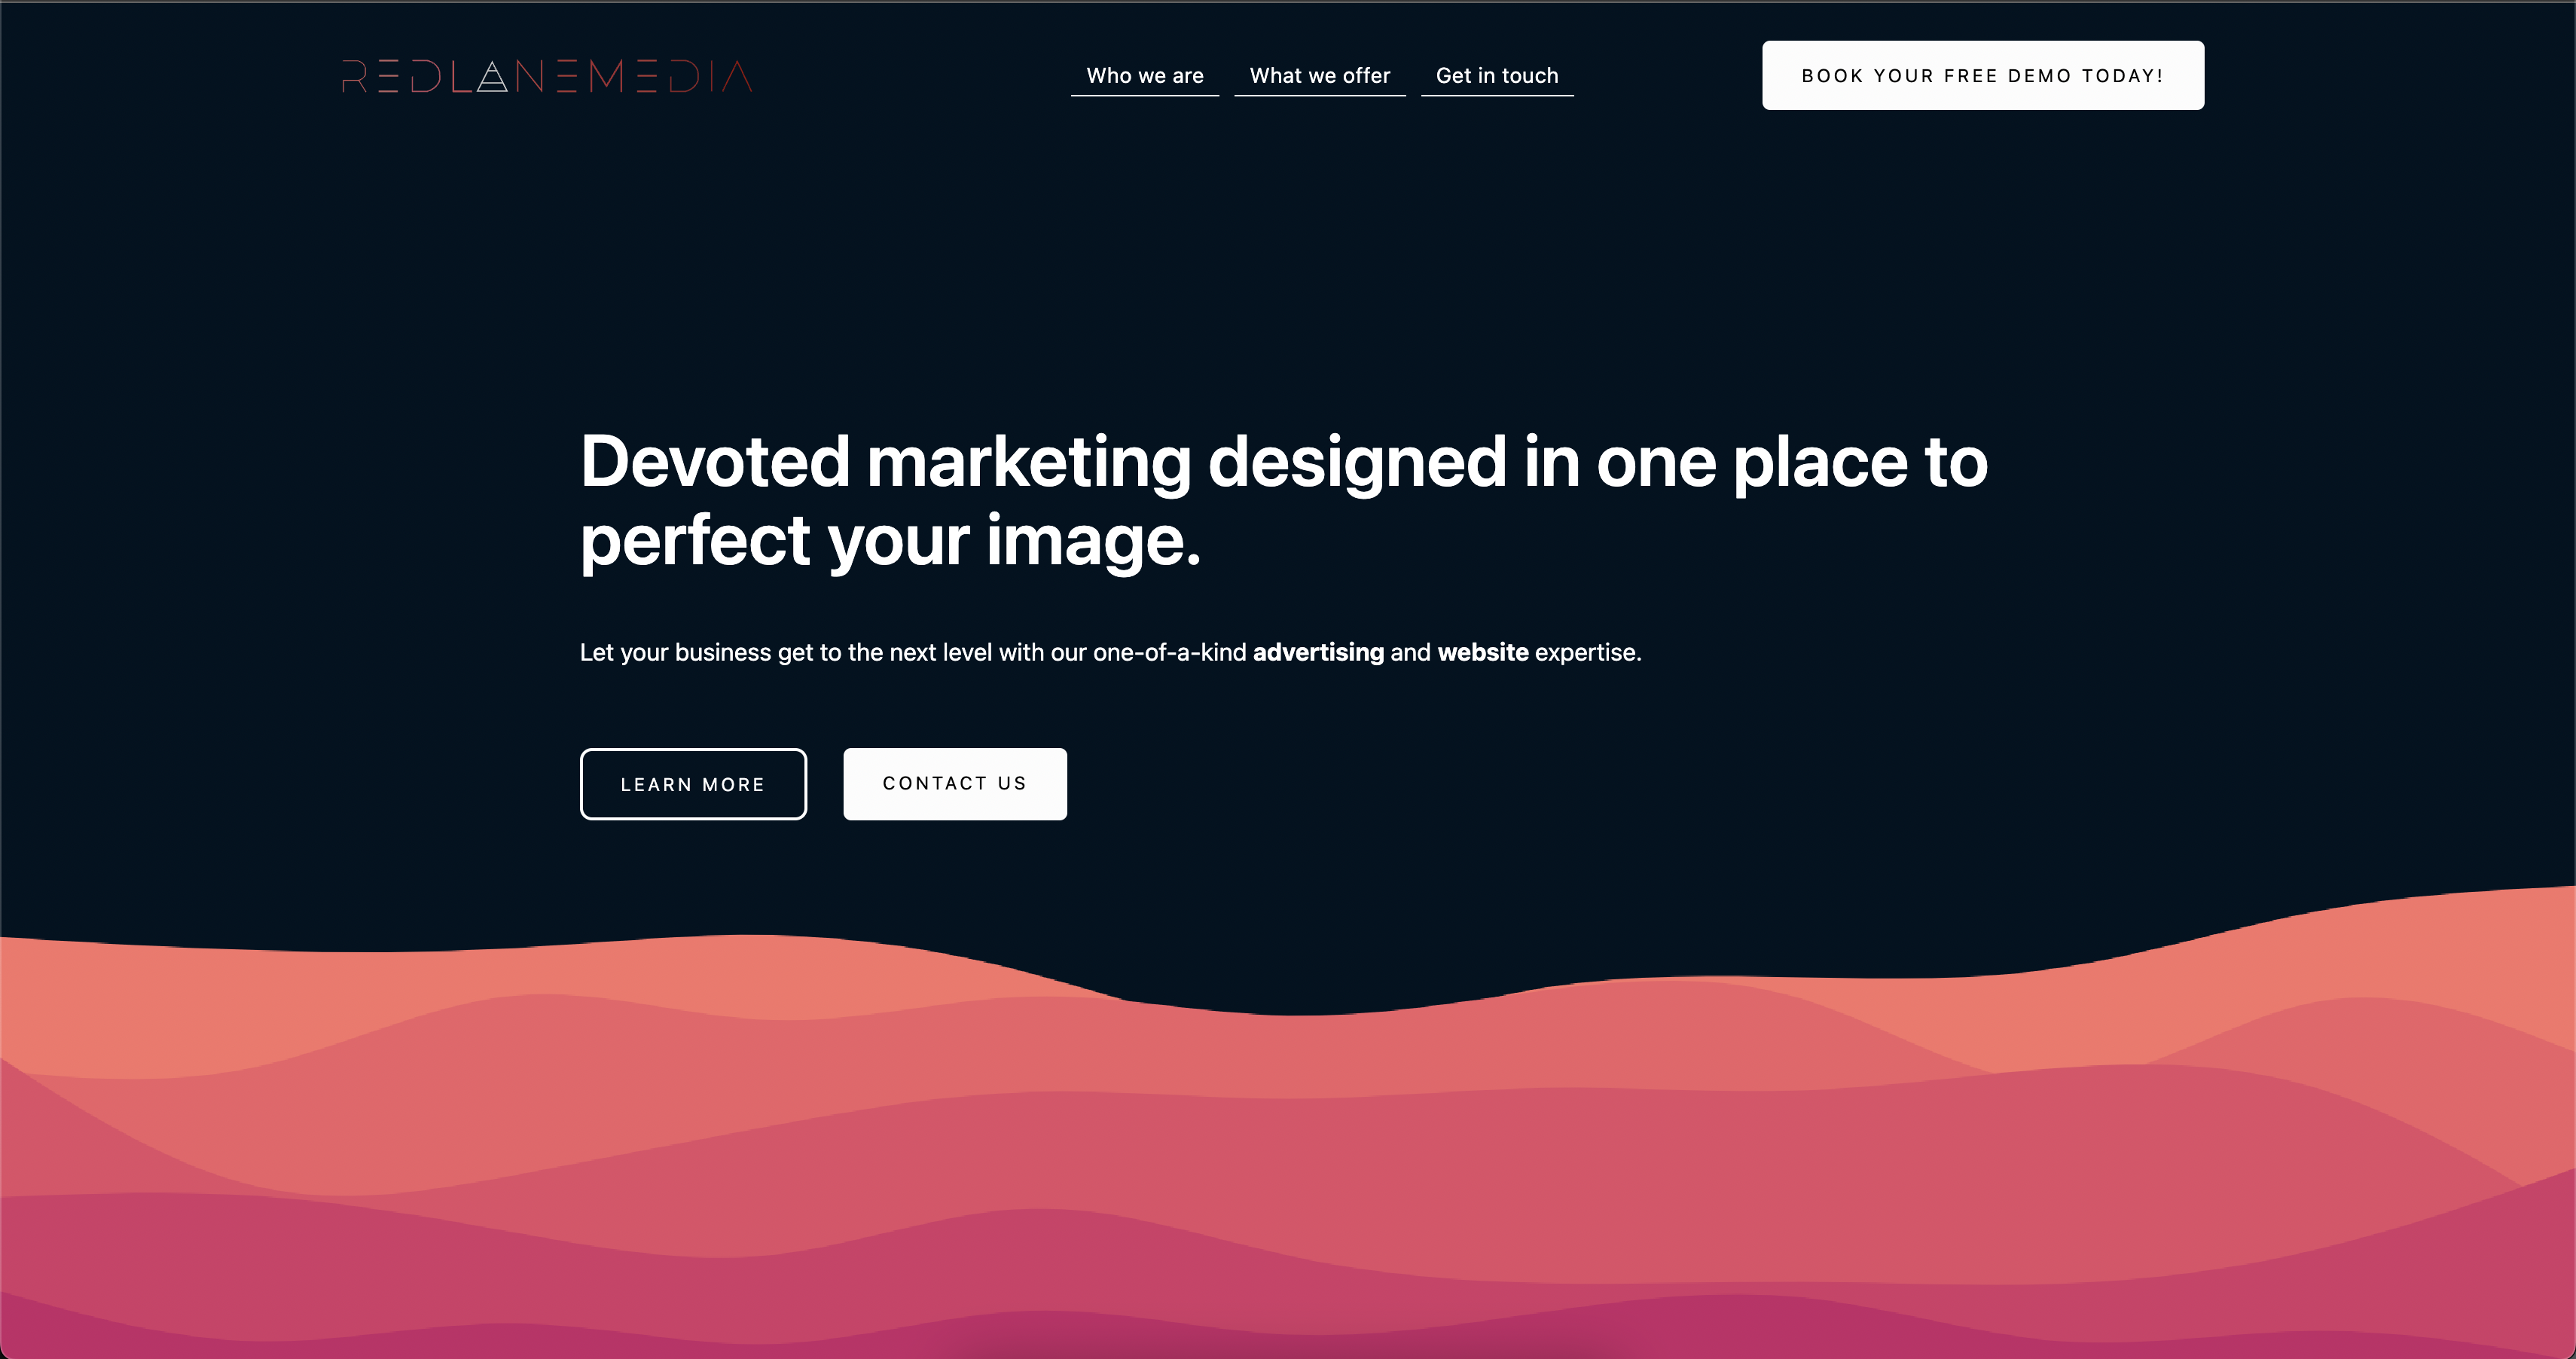 REDLANEMEDIA
Who we are
What we offer
Get in touch
BOOK YOUR FREE DEMO TODAY!
Devoted marketing designed in one place to
perfect your image.
Let your business get to the next level with our one-of-a-kind advertising and website expertise.
LEARN MORE
CONTACT US